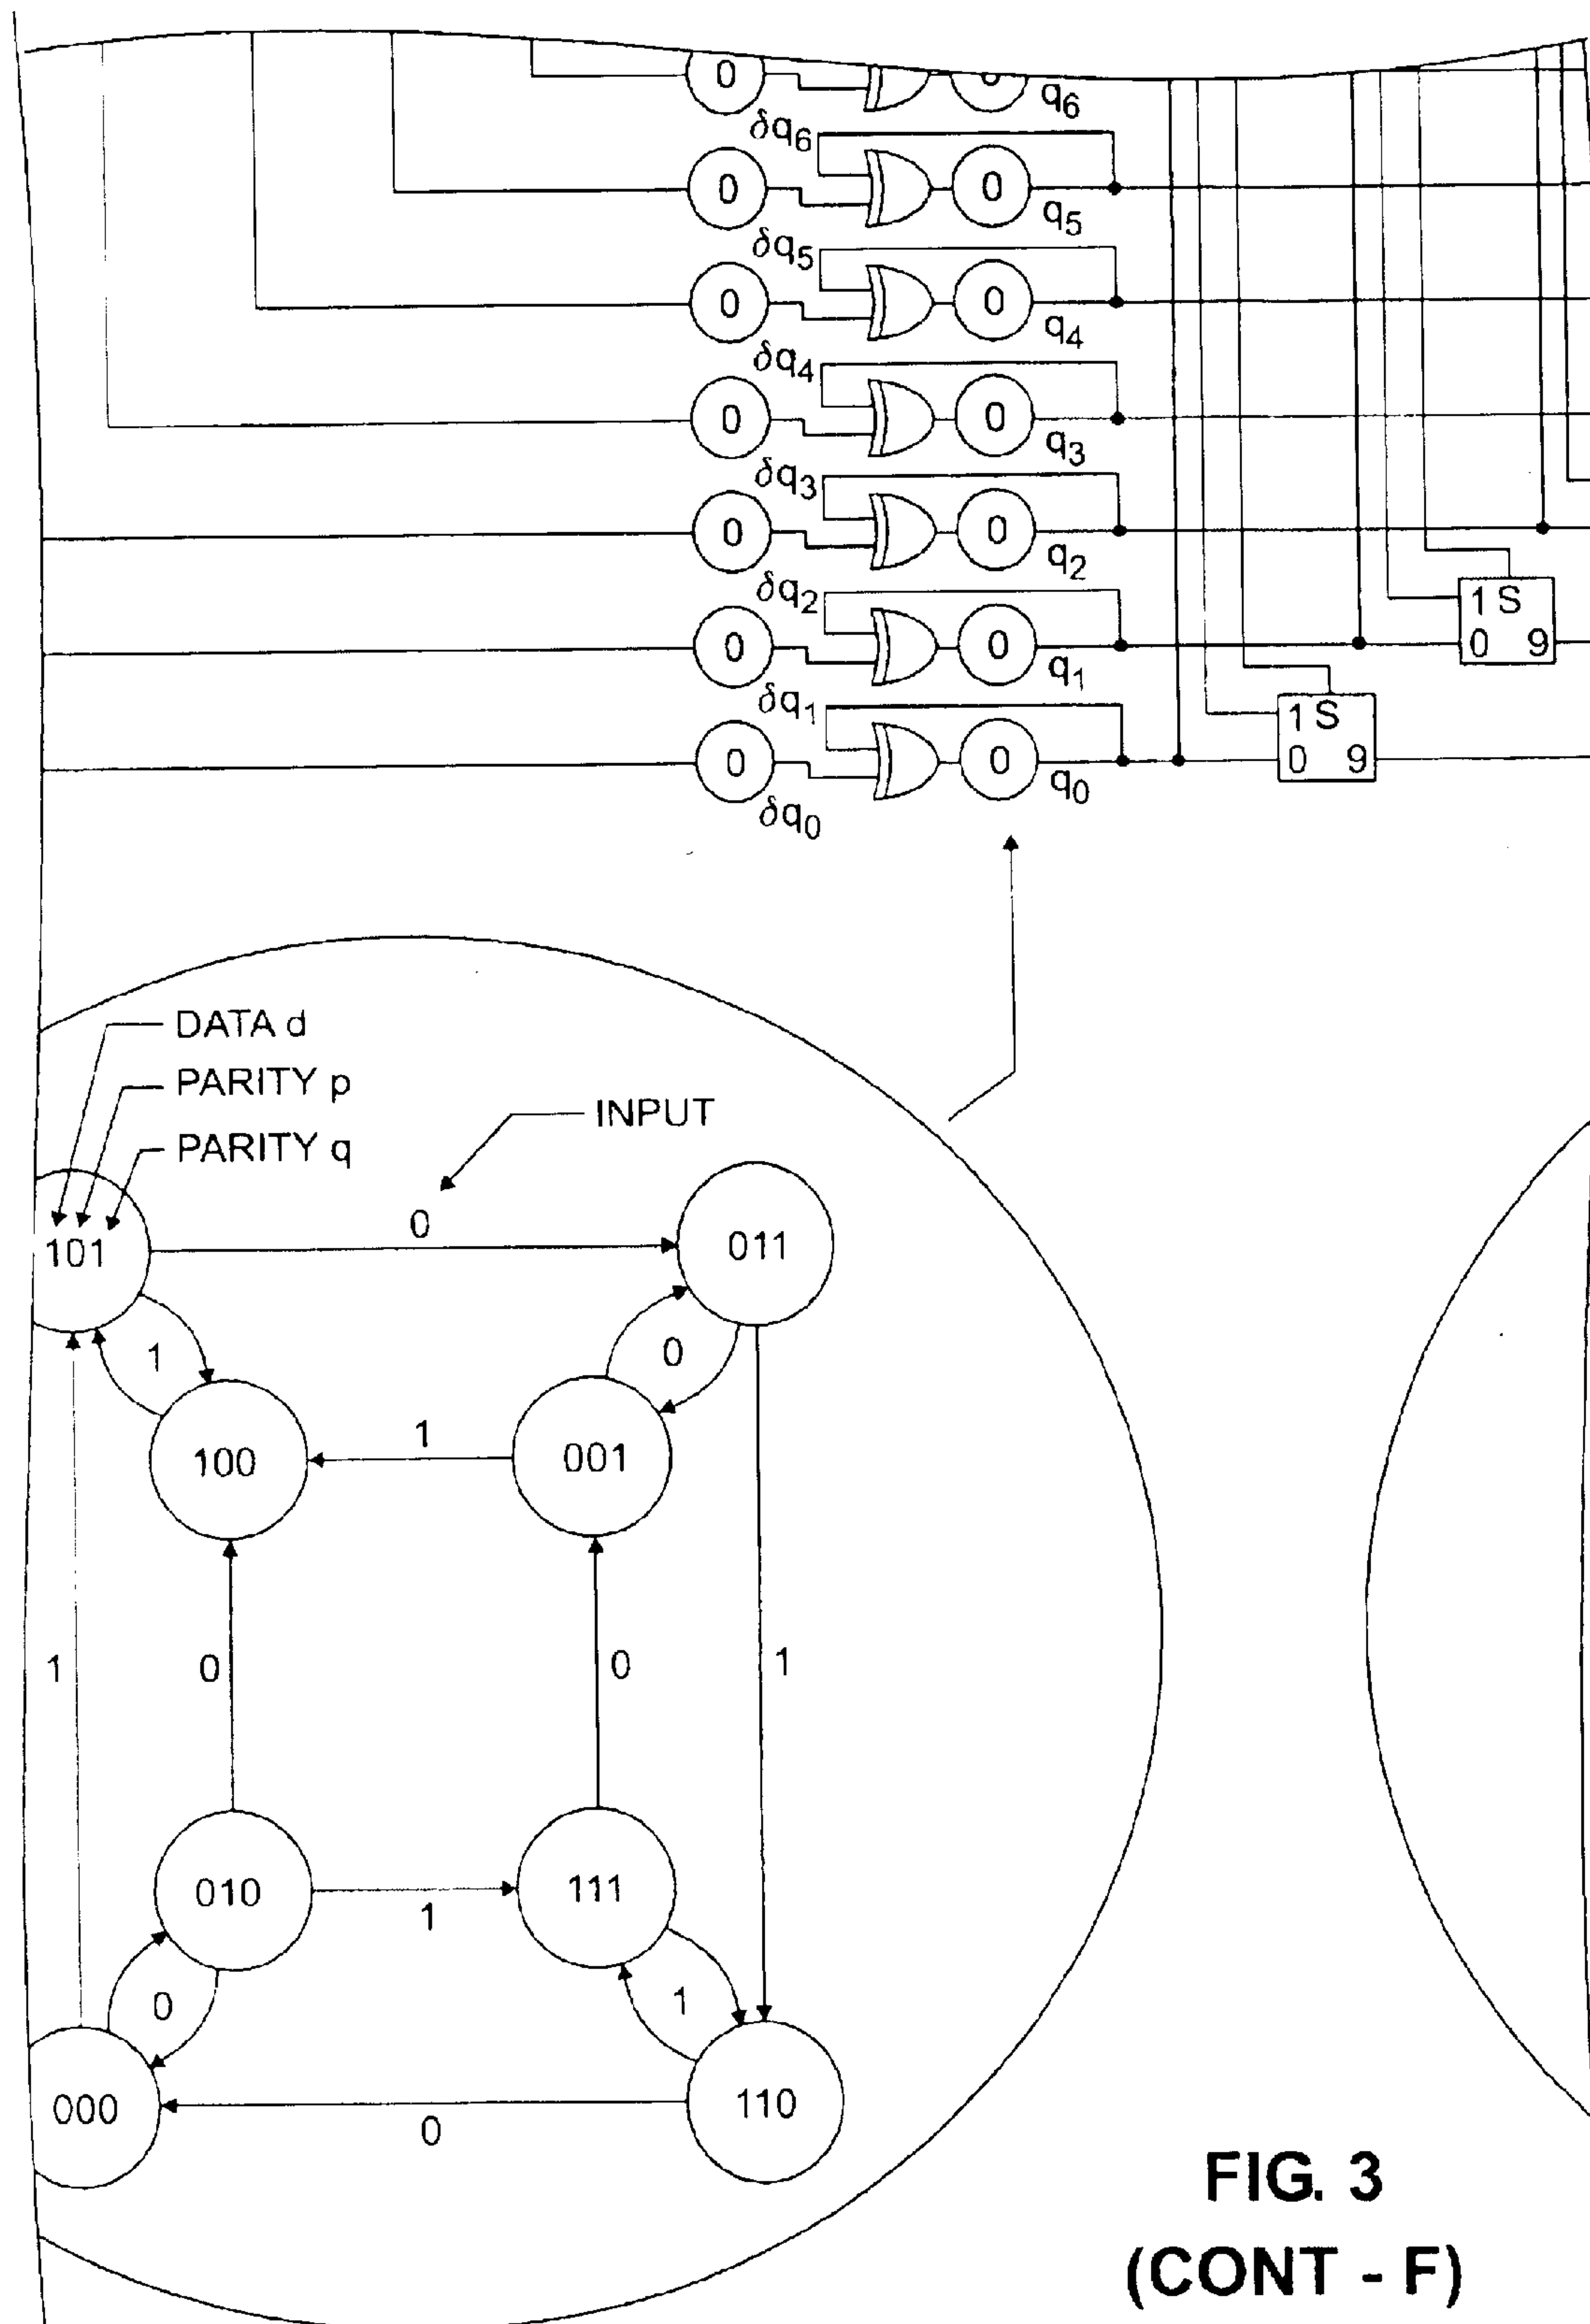 0 0 q6
δq6
0 0 q5
δq5
0 0 q4
δq4
0 0 q3
δq3
0 0 q2
δq2
1 S
0 9
0 0 q1
δq1
1 S
0 9
0 0 q0
δq0
DATA d
PARITY p
PARITY q
INPUT
0
101
011
1
0
100
1
001
1
0
0
1
010
1
111
0
1
000
0
110
FIG. 3
(CONT - F)